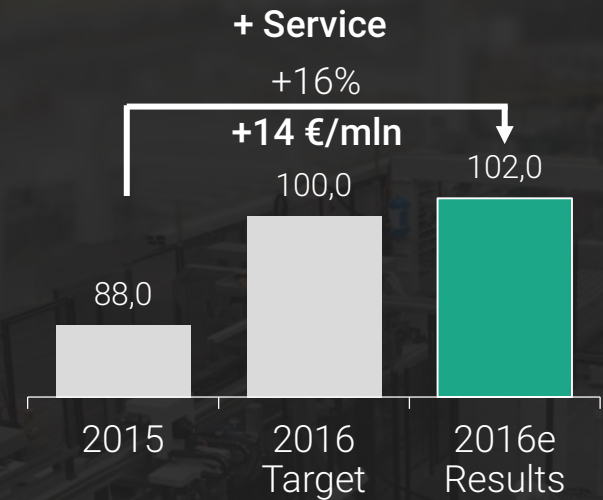 + Service
+16%
+14 €/mln
88,0
100,0
102,0
2015
2016
Target
2016e
Results